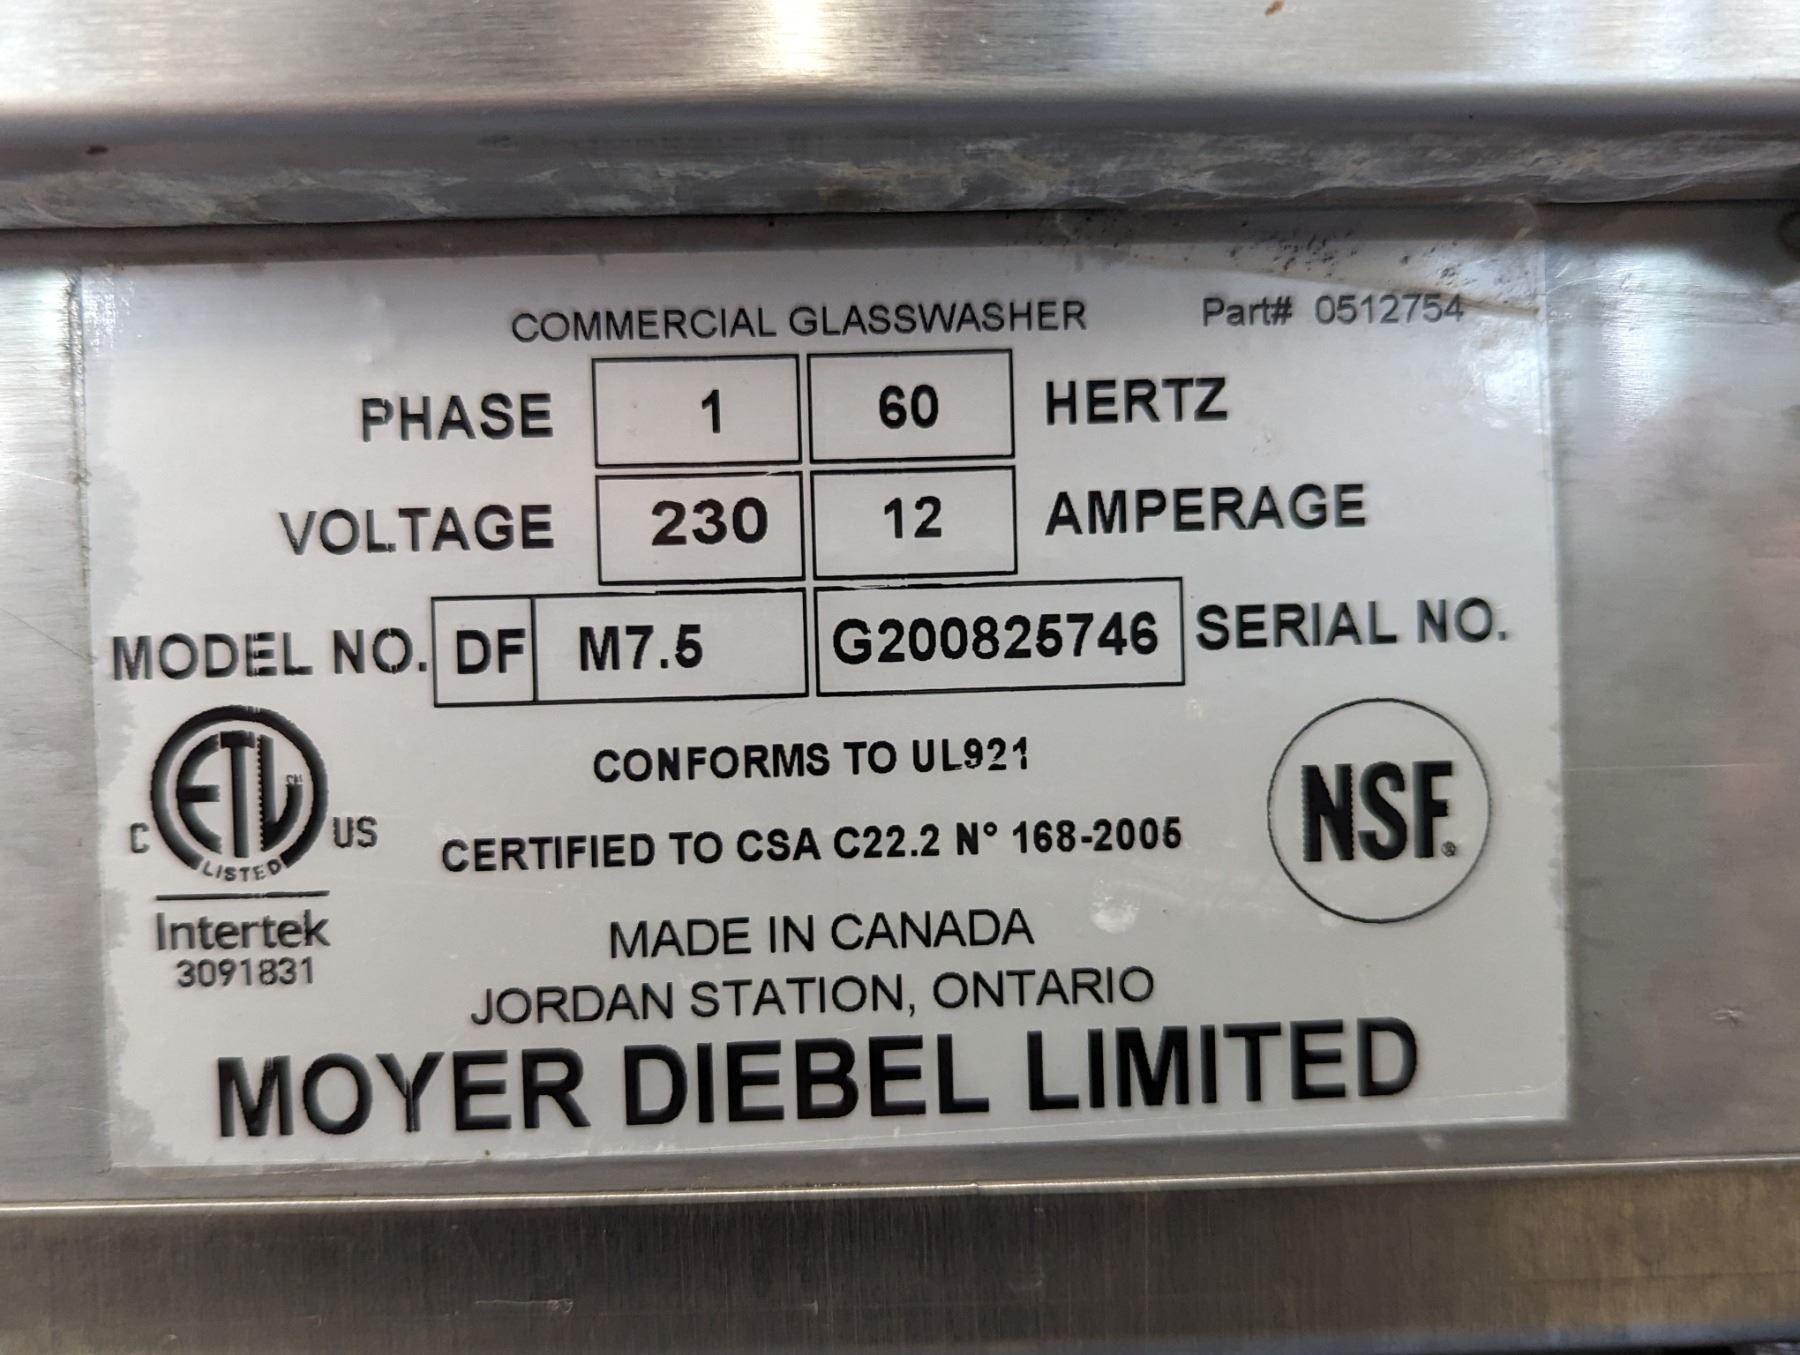 COMMERCIAL GLASSWASHER Part# 0512754
PHASE 1 60 HERTZ
VOLTAGE 230 12 AMPERAGE
MODEL NO. DF M7.5 G200825746 SERIAL NO.
CONFORMS TO UL921
CERTIFIED TO CSA C22.2 N° 168-2005
C ETL SM LISTED US
Intertek
3091831
NSF®
MADE IN CANADA
JORDAN STATION, ONTARIO
MOYER DIEBEL LIMITED